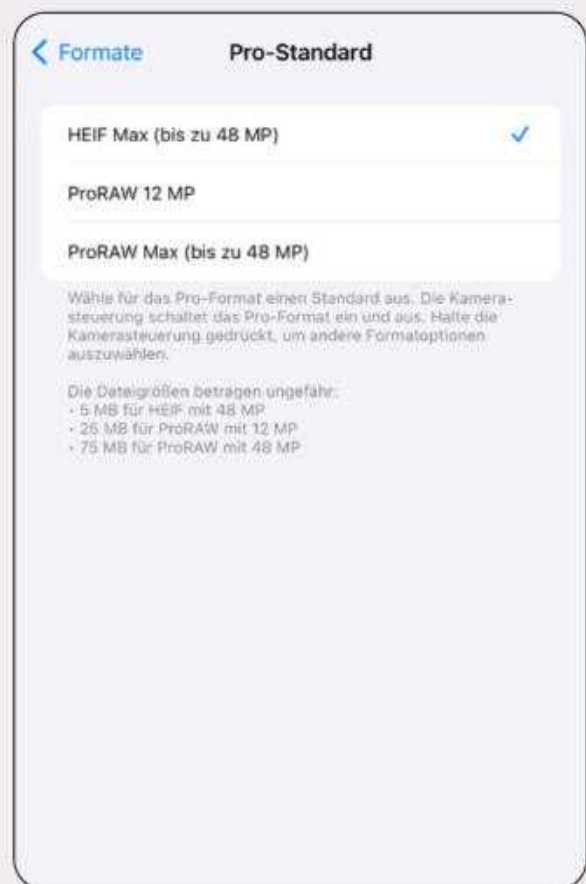 Formate
Pro-Standard
HEIF Max (bis zu 48 MP)
ProRAW 12 MP
ProRAW Max (bis zu 48 MP)
Wähle für das Pro-Format einen Standard aus. Die Kamera-
steuerung schaltet das Pro-Format ein und aus. Halte die
Kamerasteuerung gedrückt, um andere Formatoptionen
auszuwählen.
Die Dateigrößen betragen ungefähr:
• 5 MB für HEIF mit 48 MP
• 25 MB für ProRAW mit 12 MP
• 75 MB für ProRAW mit 48 MP